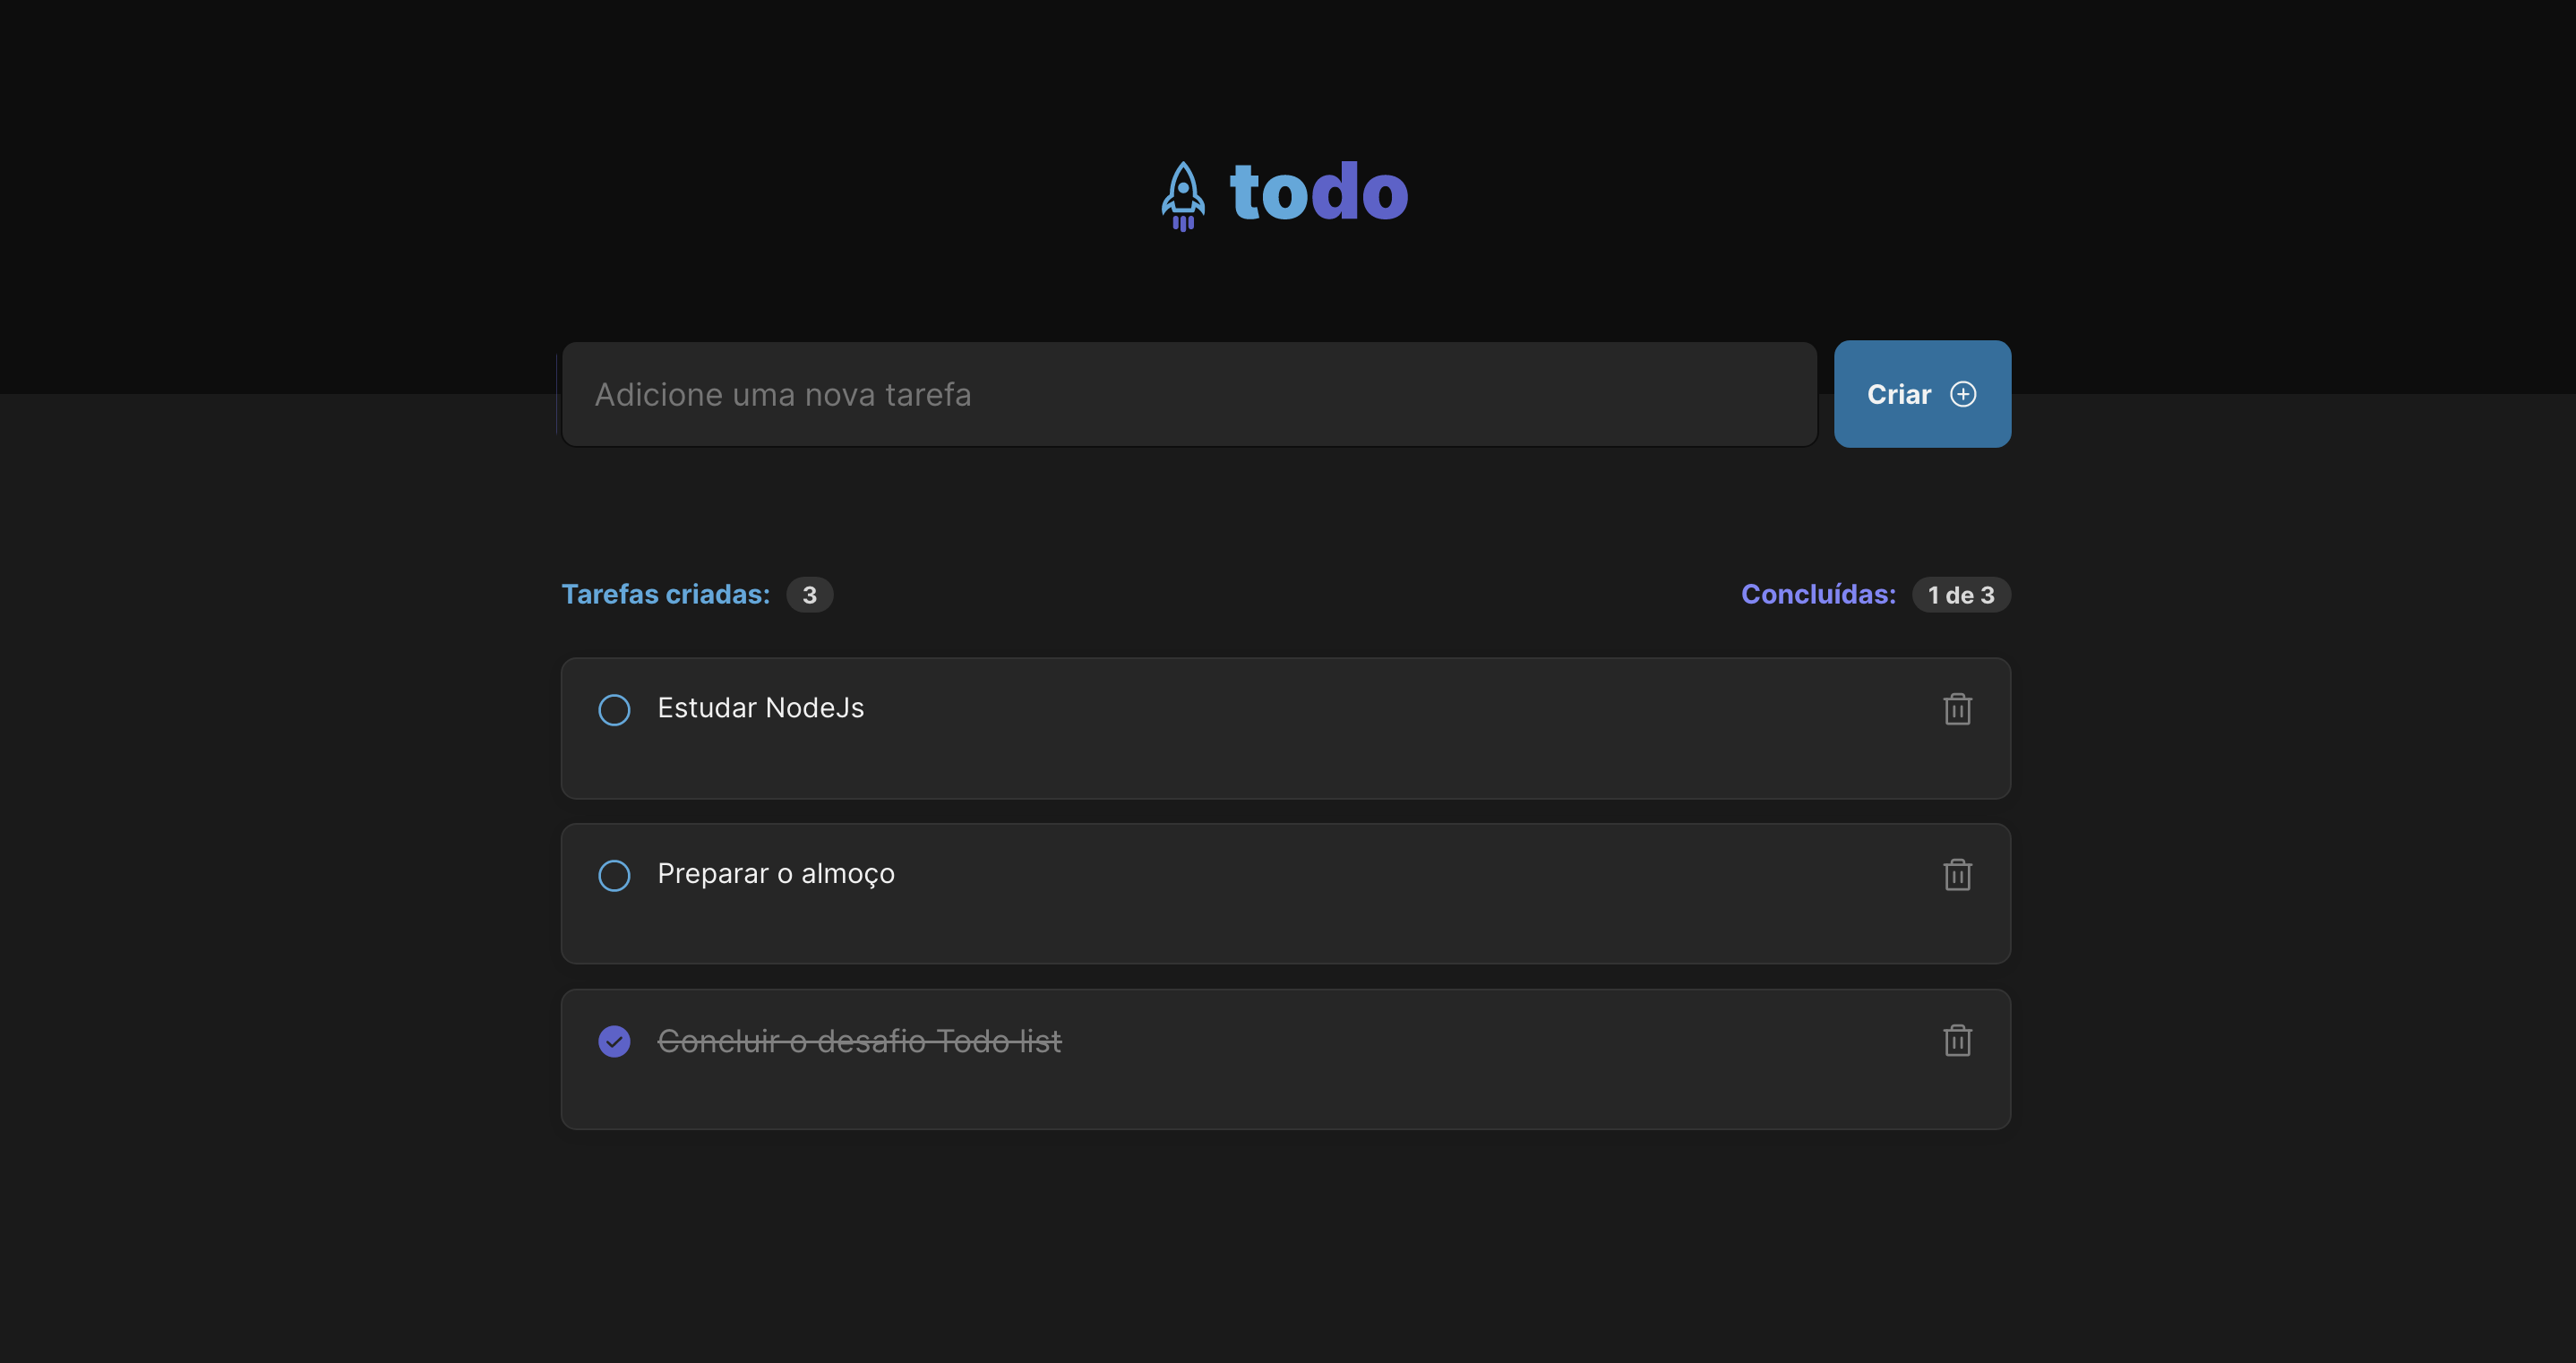 todo
Adicione uma nova tarefa
Criar
Tarefas criadas: 3
Concluídas: 1 de 3
Estudar NodeJs
Preparar o almoço
Concluir o desafio Todo list